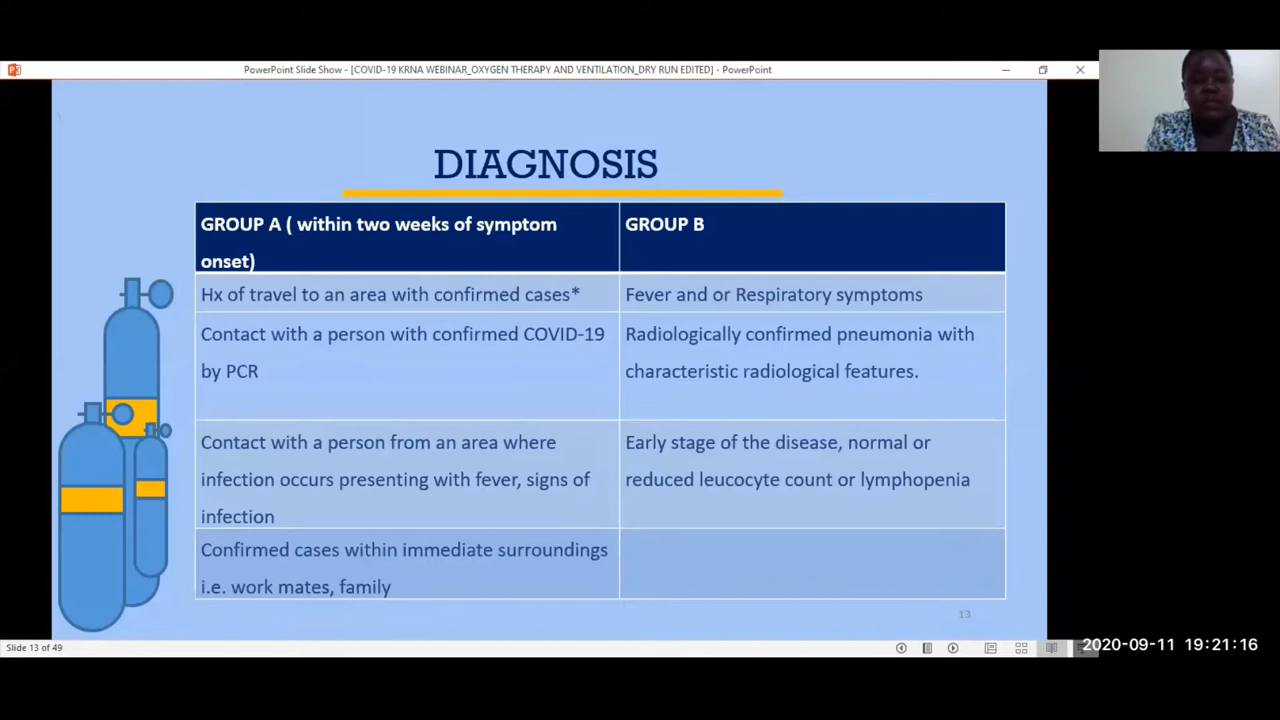 PowerPoint Slide Show - [COVID-19 KRNA WEBINAR_OXYGEN THERAPY AND VENTILATION_DRY RUN EDITED] - PowerPoint
DIAGNOSIS
GROUP A ( within two weeks of symptom
onset)
GROUP B
Hx of travel to an area with confirmed cases*
Fever and or Respiratory symptoms
Contact with a person with confirmed COVID-19
by PCR
Radiologically confirmed pneumonia with
characteristic radiological features.
Contact with a person from an area where
infection occurs presenting with fever, signs of
infection
Early stage of the disease, normal or
reduced leucocyte count or lymphopenia
Confirmed cases within immediate surroundings
i.e. work mates, family
13
Slide 13 of 49
2020-09-11 19:21:16